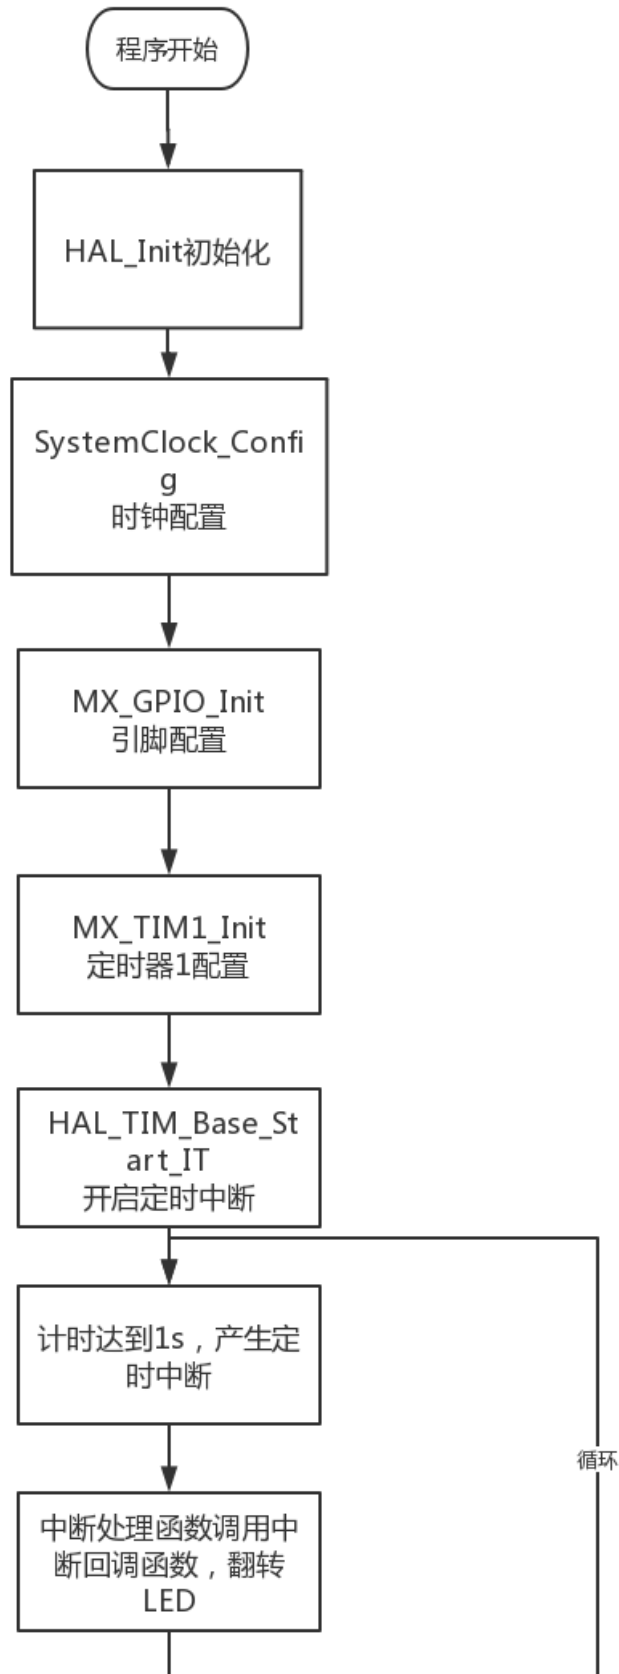 程序开始
HAL_Init初始化
SystemClock_Confi
g
时钟配置
MX_GPIO_Init
引脚配置
MX_TIM1_Init
定时器1配置
HAL_TIM_Base_St
art_IT
开启定时中断
计时达到1s，产生定
时中断
循环
中断处理函数调用中
断回调函数，翻转
LED